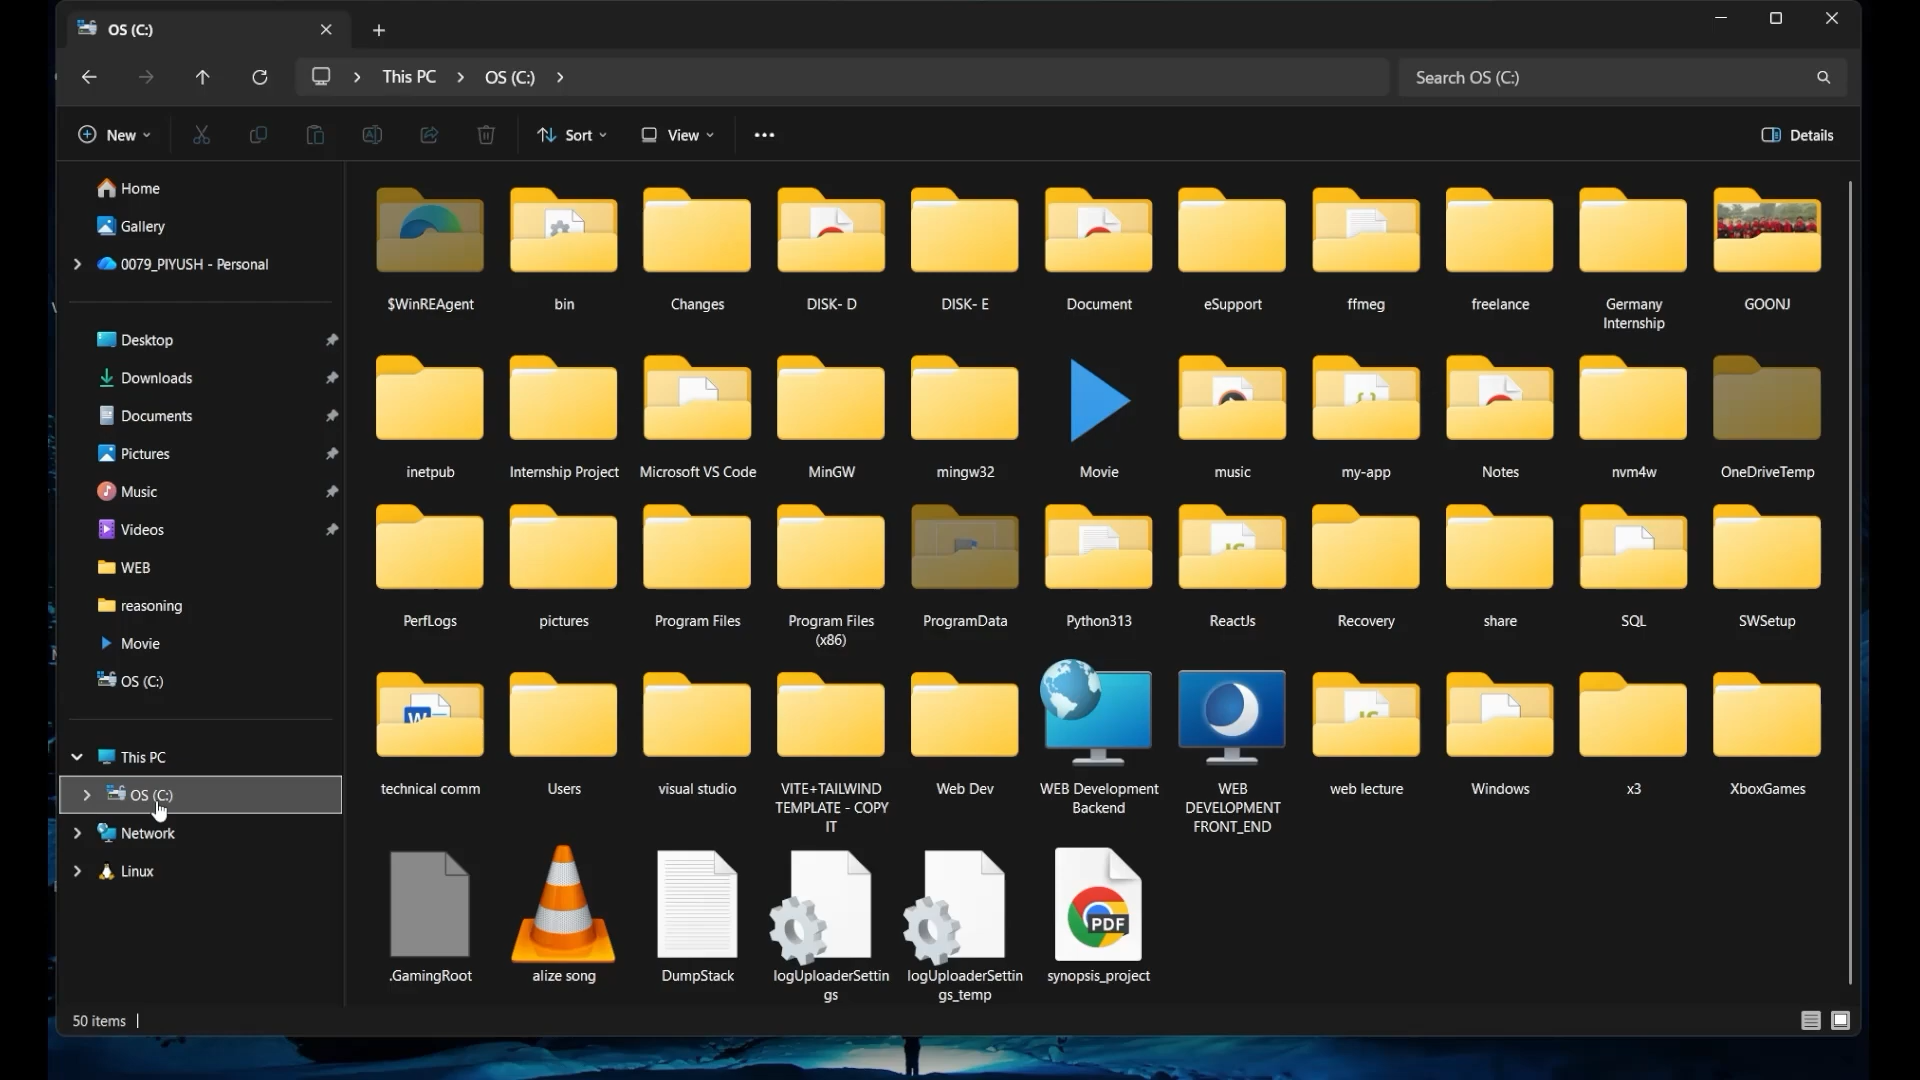 OS (C:)
This PC
OS (C:)
Search OS (C:)
New
Sort
View
Details
Home
Gallery
0079_PIYUSH - Personal
Desktop
Downloads
Documents
Pictures
Music
Videos
WEB
reasoning
Movie
OS (C:)
This PC
OS (C:)
Network
Linux
$WinREAgent
bin
Changes
DISK- D
DISK- E
Document
eSupport
ffmeg
freelance
Germany
Internship
GOONJ
inetpub
Internship Project
Microsoft VS Code
MinGW
mingw32
Movie
music
my-app
Notes
nvm4w
OneDriveTemp
PerfLogs
pictures
Program Files
Program Files
(x86)
ProgramData
Python313
ReactJs
Recovery
share
SQL
SWSetup
technical comm
Users
visual studio
VITE+TAILWIND
TEMPLATE - COPY
IT
Web Dev
WEB Development
Backend
WEB
DEVELOPMENT
FRONT_END
web lecture
Windows
x3
XboxGames
PDF
.GamingRoot
alize song
DumpStack
logUploaderSettin
gs
logUploaderSettin
gs_temp
synopsis_project
50 items